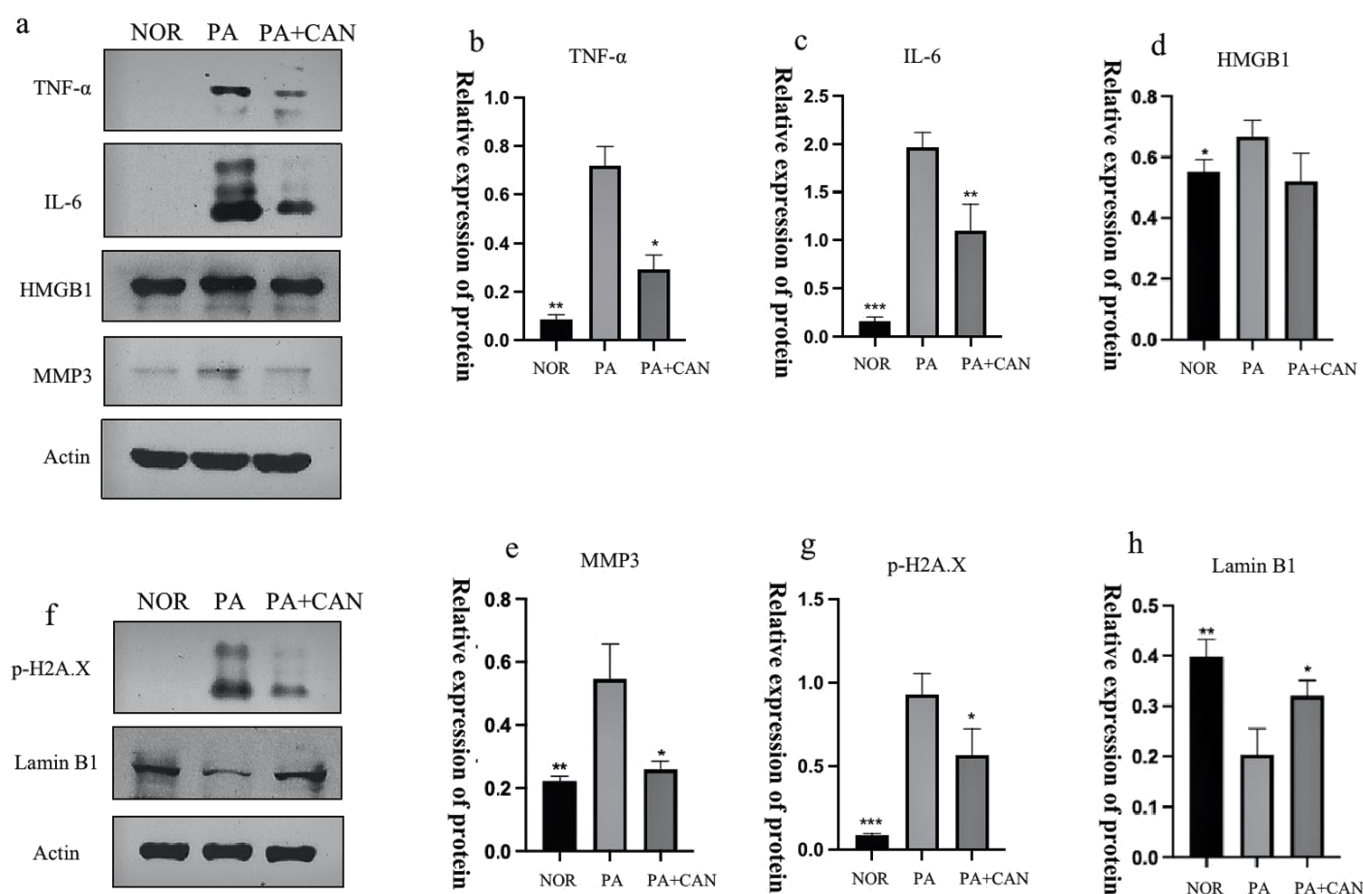 a
NOR PA PA+CAN
TNF-α
IL-6
HMGB1
MMP3
Actin
b
TNF-α
Relative expression of protein
1.0
0.8
0.6
0.4
0.2
0.0
**
*
NOR PA PA+CAN
c
IL-6
Relative expression of protein
2.5
2.0
1.5
1.0
0.5
0.0
***
**
NOR PA PA+CAN
d
HMGB1
Relative expression of protein
0.8
0.6
0.4
0.2
0.0
*
NOR PA PA+CAN
f
NOR PA PA+CAN
p-H2A.X
Lamin B1
Actin
e
MMP3
Relative expression of protein
0.8
0.6
0.4
0.2
0.0
**
*
NOR PA PA+CAN
g
p-H2A.X
Relative expression of protein
1.5
1.0
0.5
0.0
***
*
NOR PA PA+CAN
h
Lamin B1
Relative expression of protein
0.5
0.4
0.3
0.2
0.1
0.0
**
*
NOR PA PA+CAN